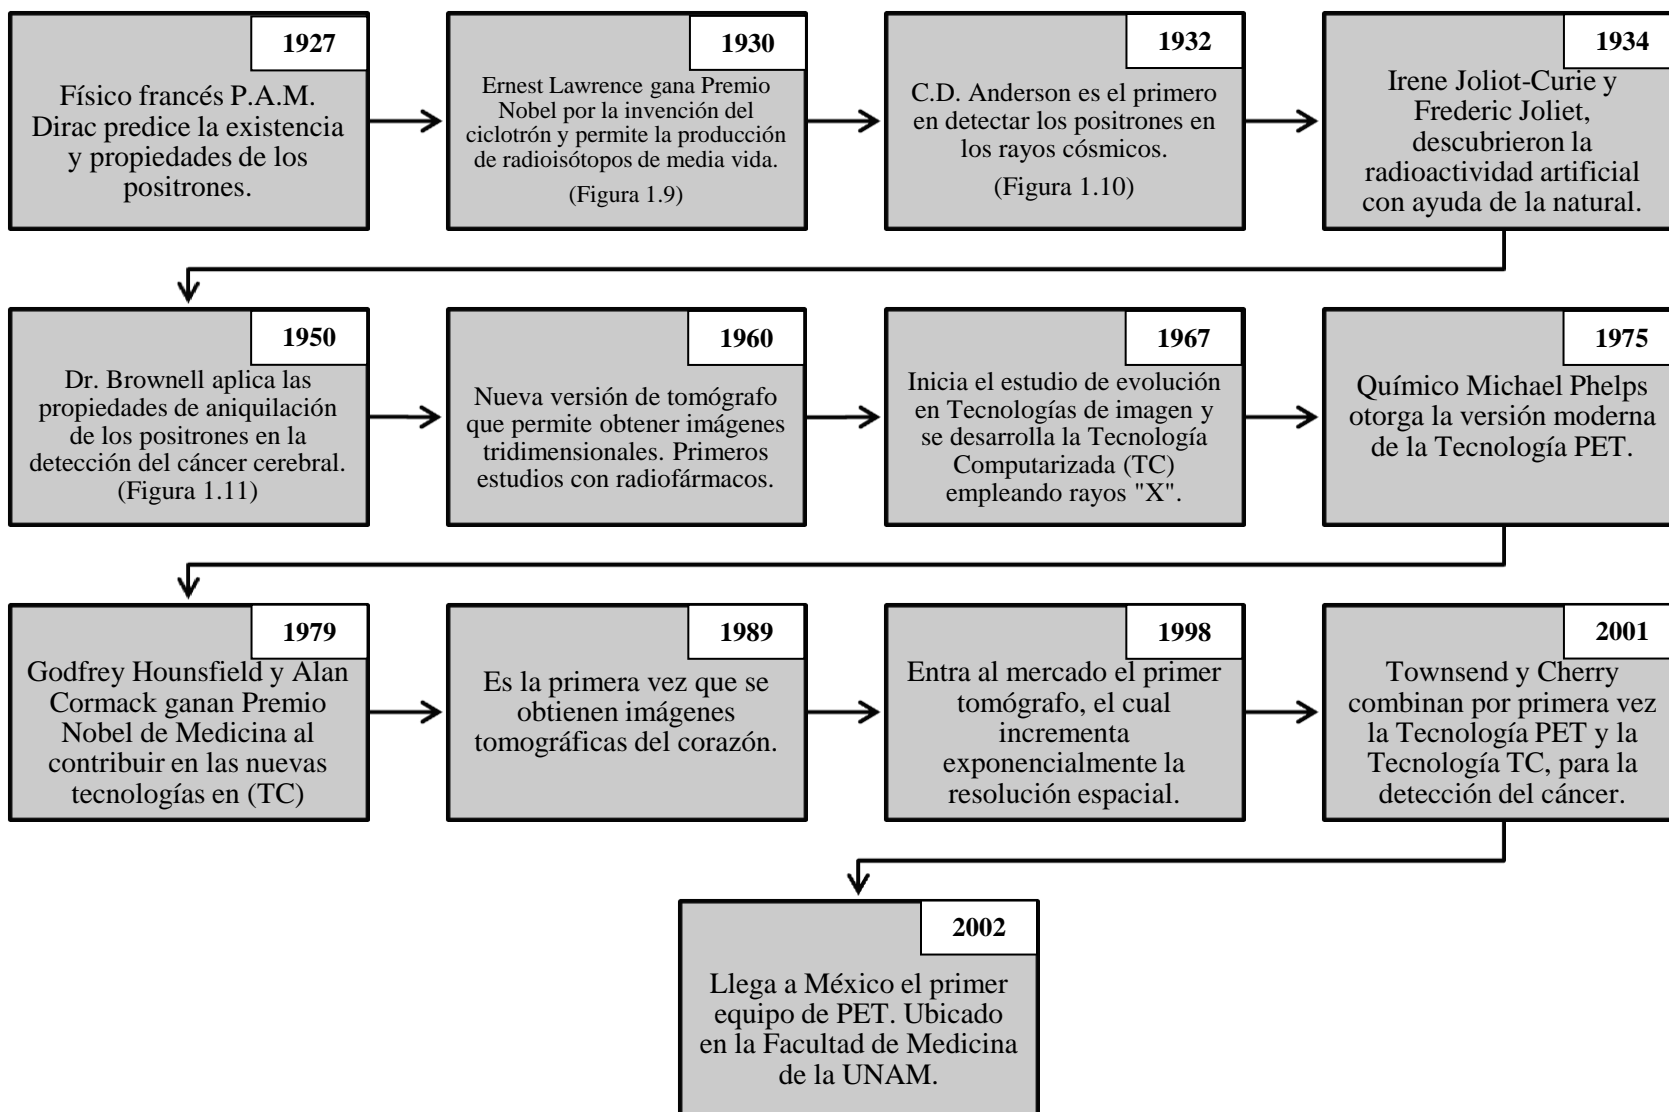 1927
Físico francés P.A.M.
Dirac predice la existencia
y propiedades de los
positrones.
1930
Ernest Lawrence gana Premio
Nobel por la invención del
ciclotrón y permite la producción
de radioisótopos de media vida.
(Figura 1.9)
1932
C.D. Anderson es el primero
en detectar los positrones en
los rayos cósmicos.
(Figura 1.10)
1934
Irene Joliot-Curie y
Frederic Joliet,
descubrieron la
radioactividad artificial
con ayuda de la natural.
1950
Dr. Brownell aplica las
propiedades de aniquilación
de los positrones en la
detección del cáncer cerebral.
(Figura 1.11)
1960
Nueva versión de tomógrafo
que permite obtener imágenes
tridimensionales. Primeros
estudios con radiofármacos.
1967
Inicia el estudio de evolución
en Tecnologías de imagen y
se desarrolla la Tecnología
Computarizada (TC)
empleando rayos "X".
1975
Químico Michael Phelps
otorga la versión moderna
de la Tecnología PET.
1979
Godfrey Hounsfield y Alan
Cormack ganan Premio
Nobel de Medicina al
contribuir en las nuevas
tecnologías en (TC)
1989
Es la primera vez que se
obtienen imágenes
tomográficas del corazón.
1998
Entra al mercado el primer
tomógrafo, el cual
incrementa
exponencialmente la
resolución espacial.
2001
Townsend y Cherry
combinan por primera vez
la Tecnología PET y la
Tecnología TC, para la
detección del cáncer.
2002
Llega a México el primer
equipo de PET. Ubicado
en la Facultad de Medicina
de la UNAM.